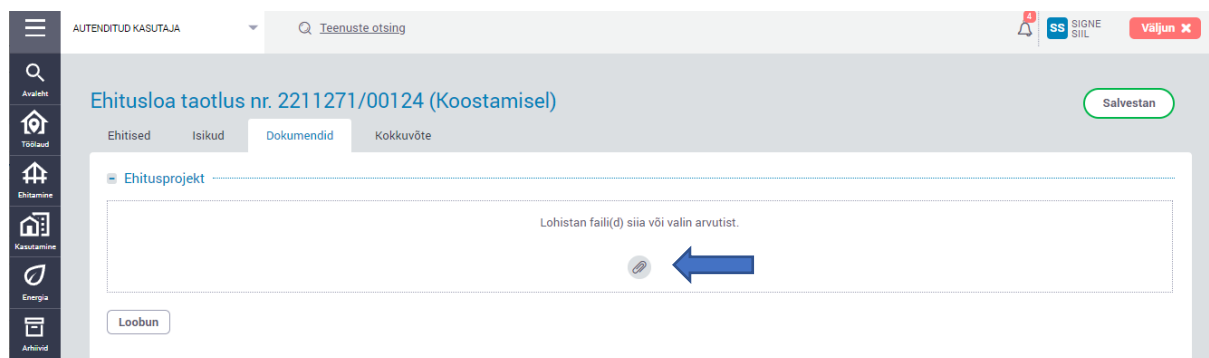 AUTENDITUD KASUTAJA
Teenuste otsing
4
SS
SIGNE
SIIL
Väljun
Avaleht
Töölaud
Ehitamine
Kasutamine
Energia
Arhiivid
Ehitusloa taotlus nr. 2211271/00124 (Koostamisel)
Salvestan
Ehitised Isikud Dokumendid Kokkuvõte
Ehitusprojekt
Lohistan faili(d) siia või valin arvutist.
Loobun